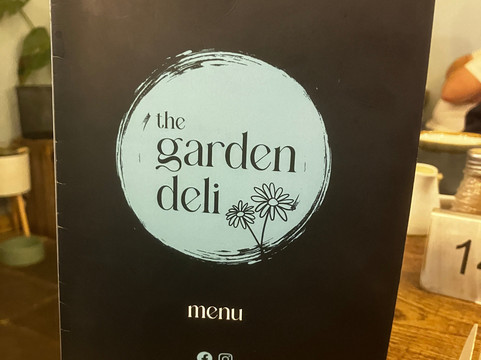 the
garden
deli
menu